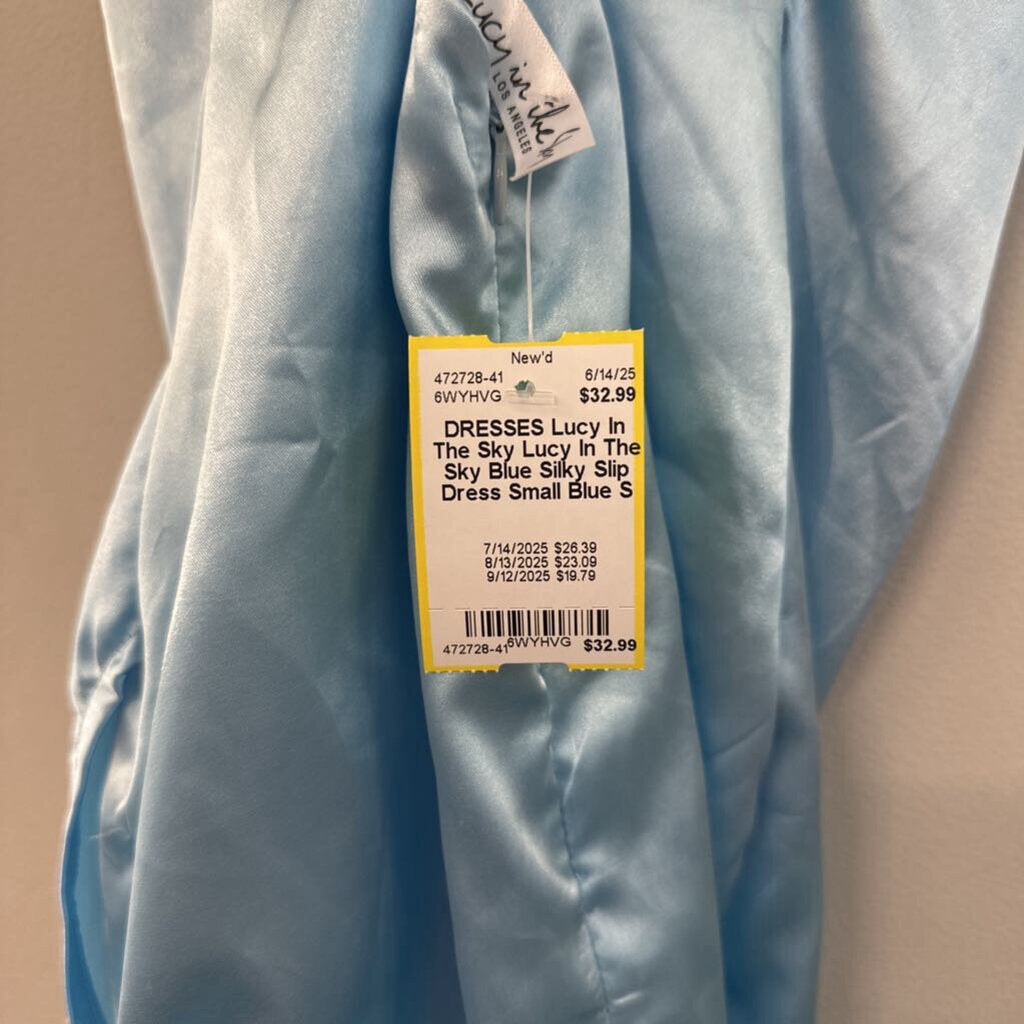 Lucy in the
LOS ANGELES
New'd
472728-41 6/14/25
6WYHVG $32.99
DRESSES Lucy In
The Sky Lucy In The
Sky Blue Silky Slip
Dress Small Blue S
7/14/2025 $26.39
8/13/2025 $23.09
9/12/2025 $19.79
472728-41 6WYHVG $32.99